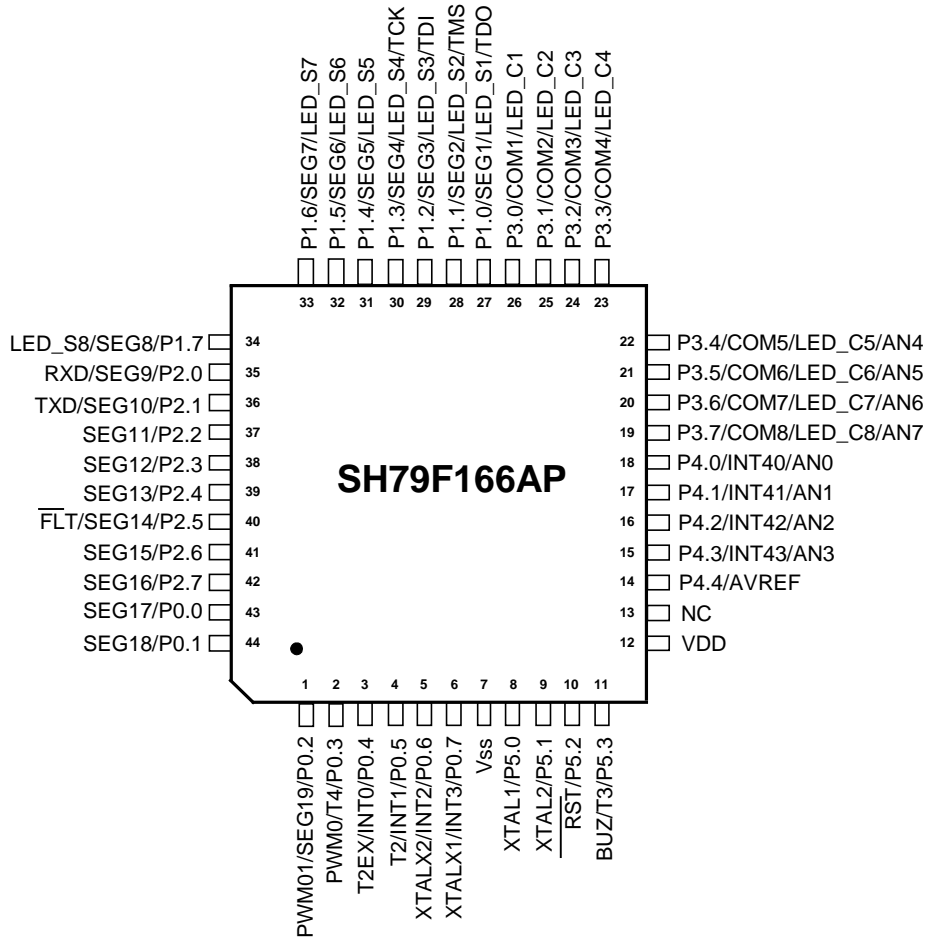 P1.6/SEG7/LED_S7
P1.5/SEG6/LED_S6
P1.4/SEG5/LED_S5
P1.3/SEG4/LED_S4/TCK
P1.2/SEG3/LED_S3/TDI
P1.1/SEG2/LED_S2/TMS
P1.0/SEG1/LED_S1/TDO
P3.0/COM1/LED_C1
P3.1/COM2/LED_C2
P3.2/COM3/LED_C3
P3.3/COM4/LED_C4
33 32 31 30 29 28 27 26 25 24 23
LED_S8/SEG8/P1.7 34
RXD/SEG9/P2.0 35
TXD/SEG10/P2.1 36
SEG11/P2.2 37
SEG12/P2.3 38
SEG13/P2.4 39
FLT/SEG14/P2.5 40
SEG15/P2.6 41
SEG16/P2.7 42
SEG17/P0.0 43
SEG18/P0.1 44
SH79F166AP
22 P3.4/COM5/LED_C5/AN4
21 P3.5/COM6/LED_C6/AN5
20 P3.6/COM7/LED_C7/AN6
19 P3.7/COM8/LED_C8/AN7
18 P4.0/INT40/AN0
17 P4.1/INT41/AN1
16 P4.2/INT42/AN2
15 P4.3/INT43/AN3
14 P4.4/AVREF
13 NC
12 VDD
1 2 3 4 5 6 7 8 9 10 11
PWM01/SEG19/P0.2
PWM0/T4/P0.3
T2EX/INT0/P0.4
T2/INT1/P0.5
XTALX2/INT2/P0.6
XTALX1/INT3/P0.7
Vss
XTAL1/P5.0
XTAL2/P5.1
RST/P5.2
BUZ/T3/P5.3